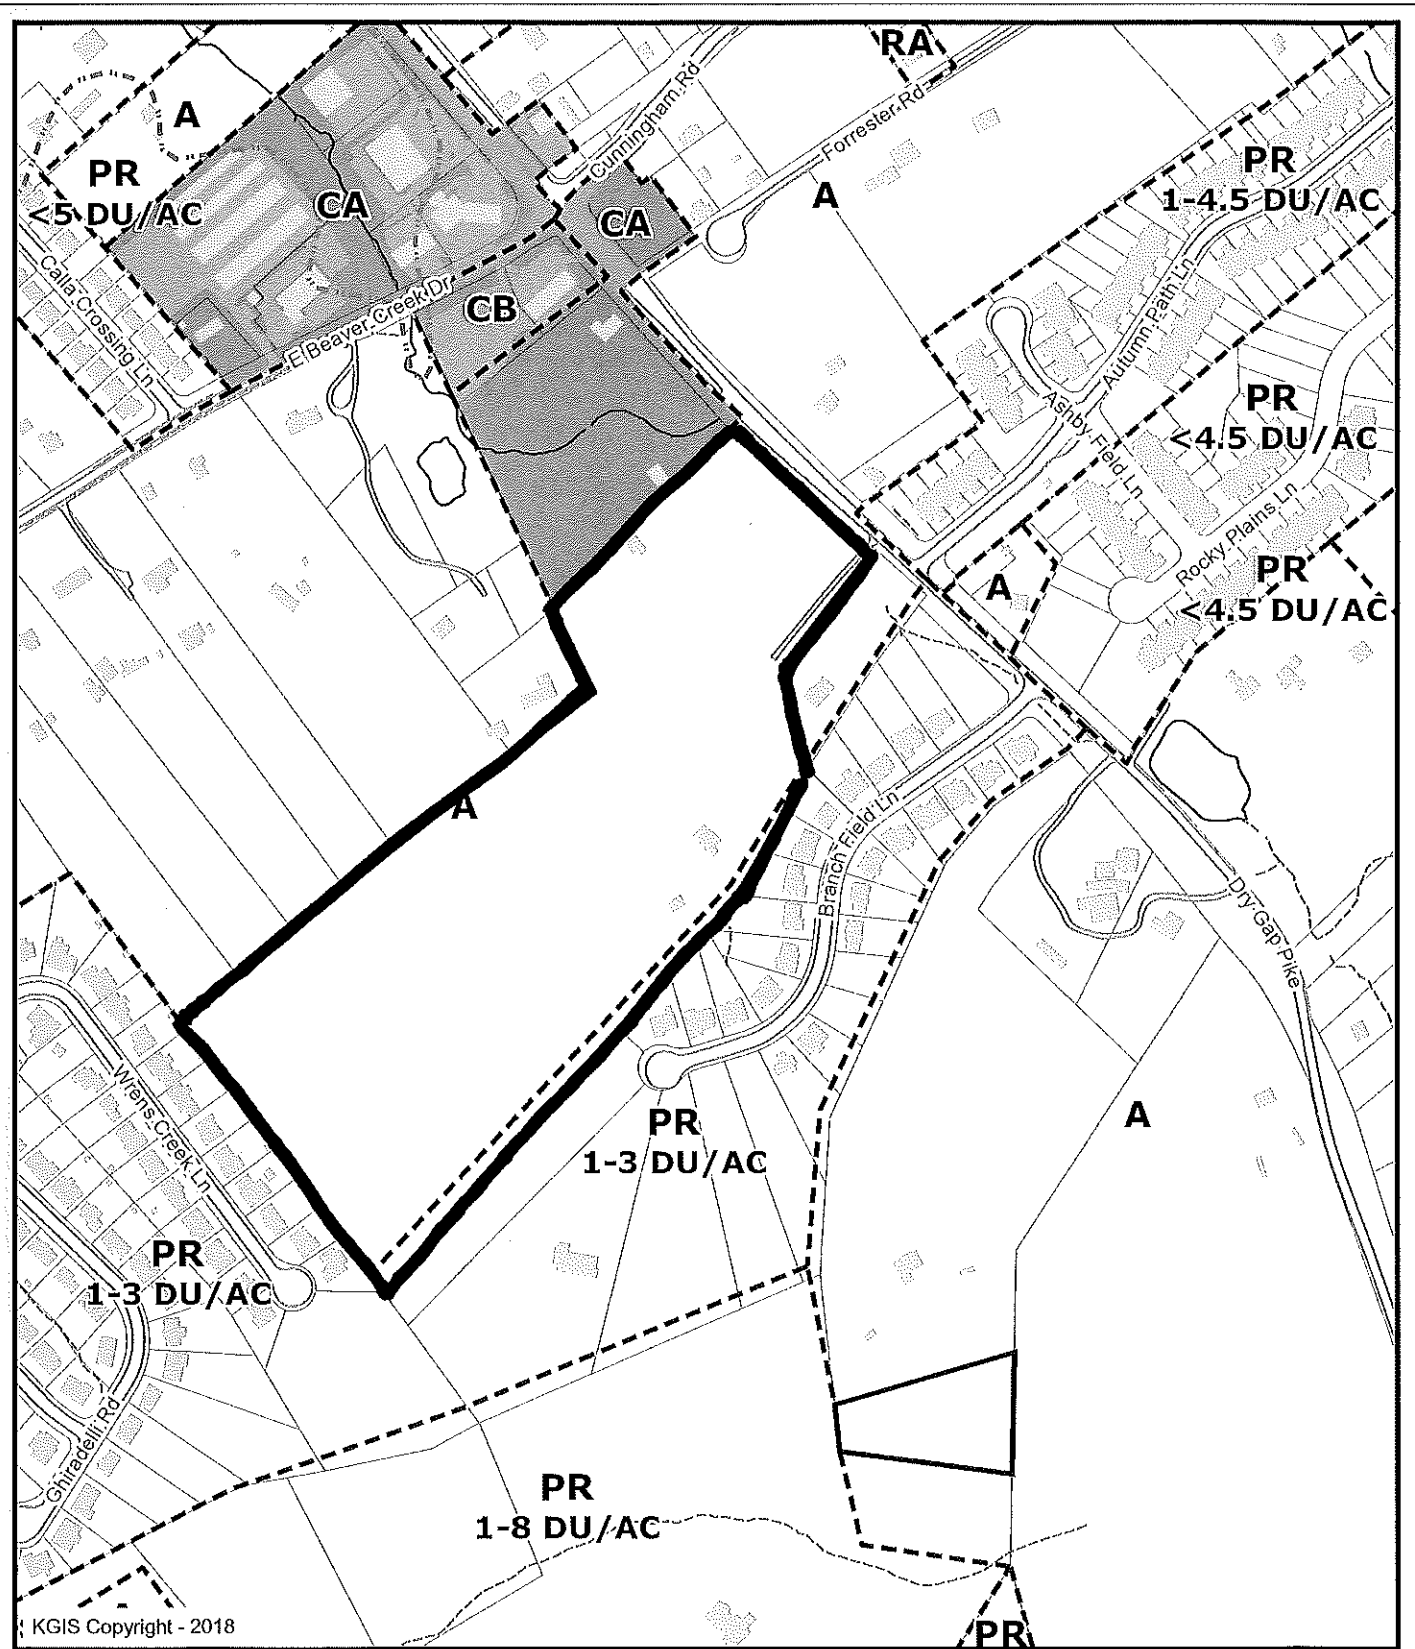 RA
A
Cunningham Rd
Forrester Rd
PR
<5 DU/AC
CA
CA
A
PR
1-4.5 DU/AC
Calla Crossing Ln
E Beaver Creek Dr
CB
Autumn Path Ln
Ashby Field Ln
PR
<4.5 DU/AC
Rocky Plains Ln
A
PR
<4.5 DU/AC
A
Branch Field Ln
Dry Gap Pike
Wrens Creek Ln
PR
1-3 DU/AC
A
PR
1-3 DU/AC
Ghiradelli Rd
PR
1-8 DU/AC
KGIS Copyright - 2018
PR